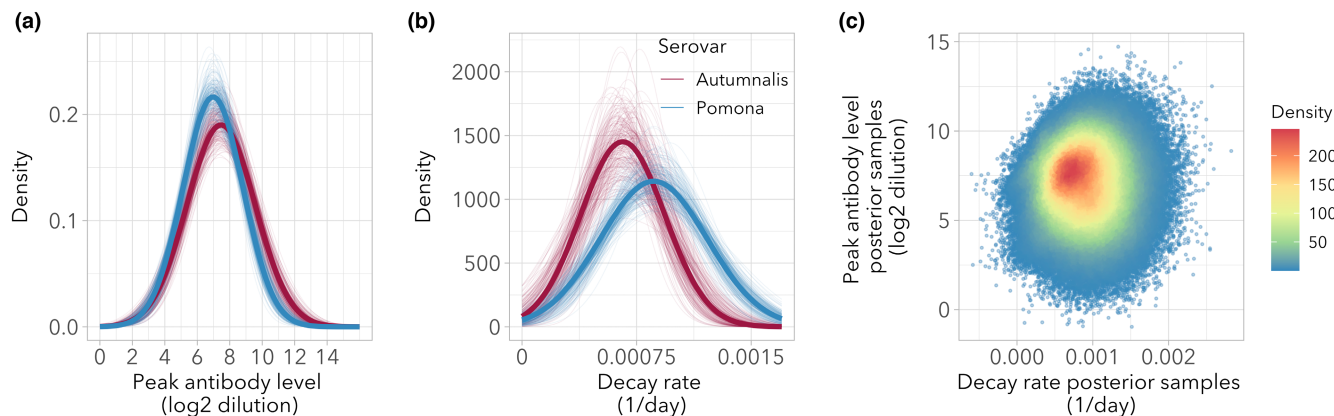 (a)
Density
0.2
0.1
0.0
0 2 4 6 8 10 12 14
Peak antibody level
(log2 dilution)
(b)
Density
2000
1500
1000
500
0
0 0.00075 0.0015
Decay rate
(1/day)
Serovar
Autumnalis
Pomona
(c)
Peak antibody level
posterior samples
(log2 dilution)
15
10
5
0
0.000 0.001 0.002
Decay rate posterior samples
(1/day)
Density
200
150
100
50